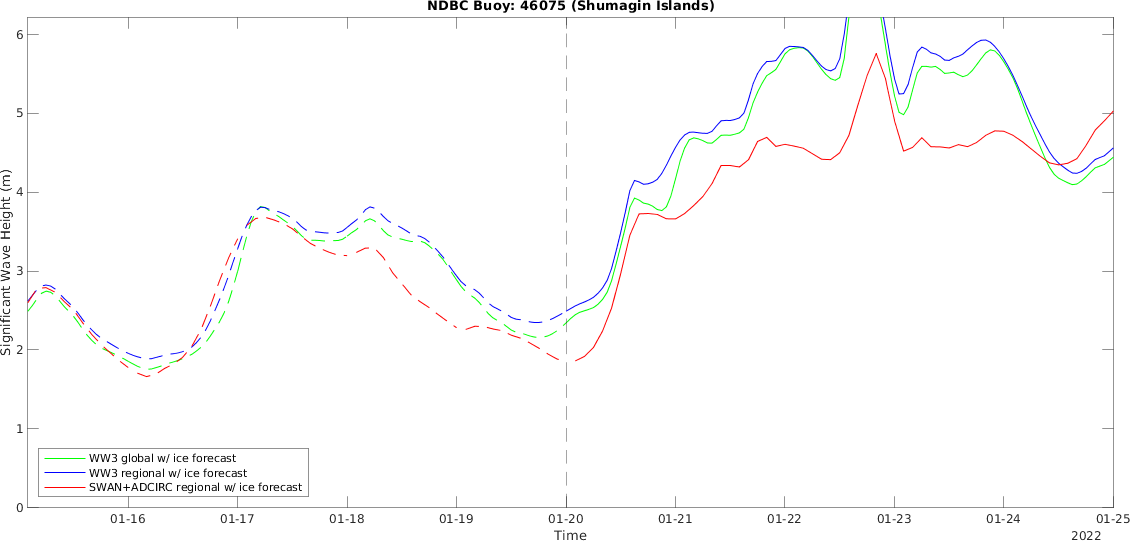 NDBC Buoy: 46075 (Shumagin Islands)
Significant Wave Height (m)
6
5
4
3
2
1
0
WW3 global w/ ice forecast
WW3 regional w/ ice forecast
SWAN+ADCIRC regional w/ ice forecast
01-16 01-17 01-18 01-19 01-20 01-21 01-22 01-23 01-24 01-25
Time
2022